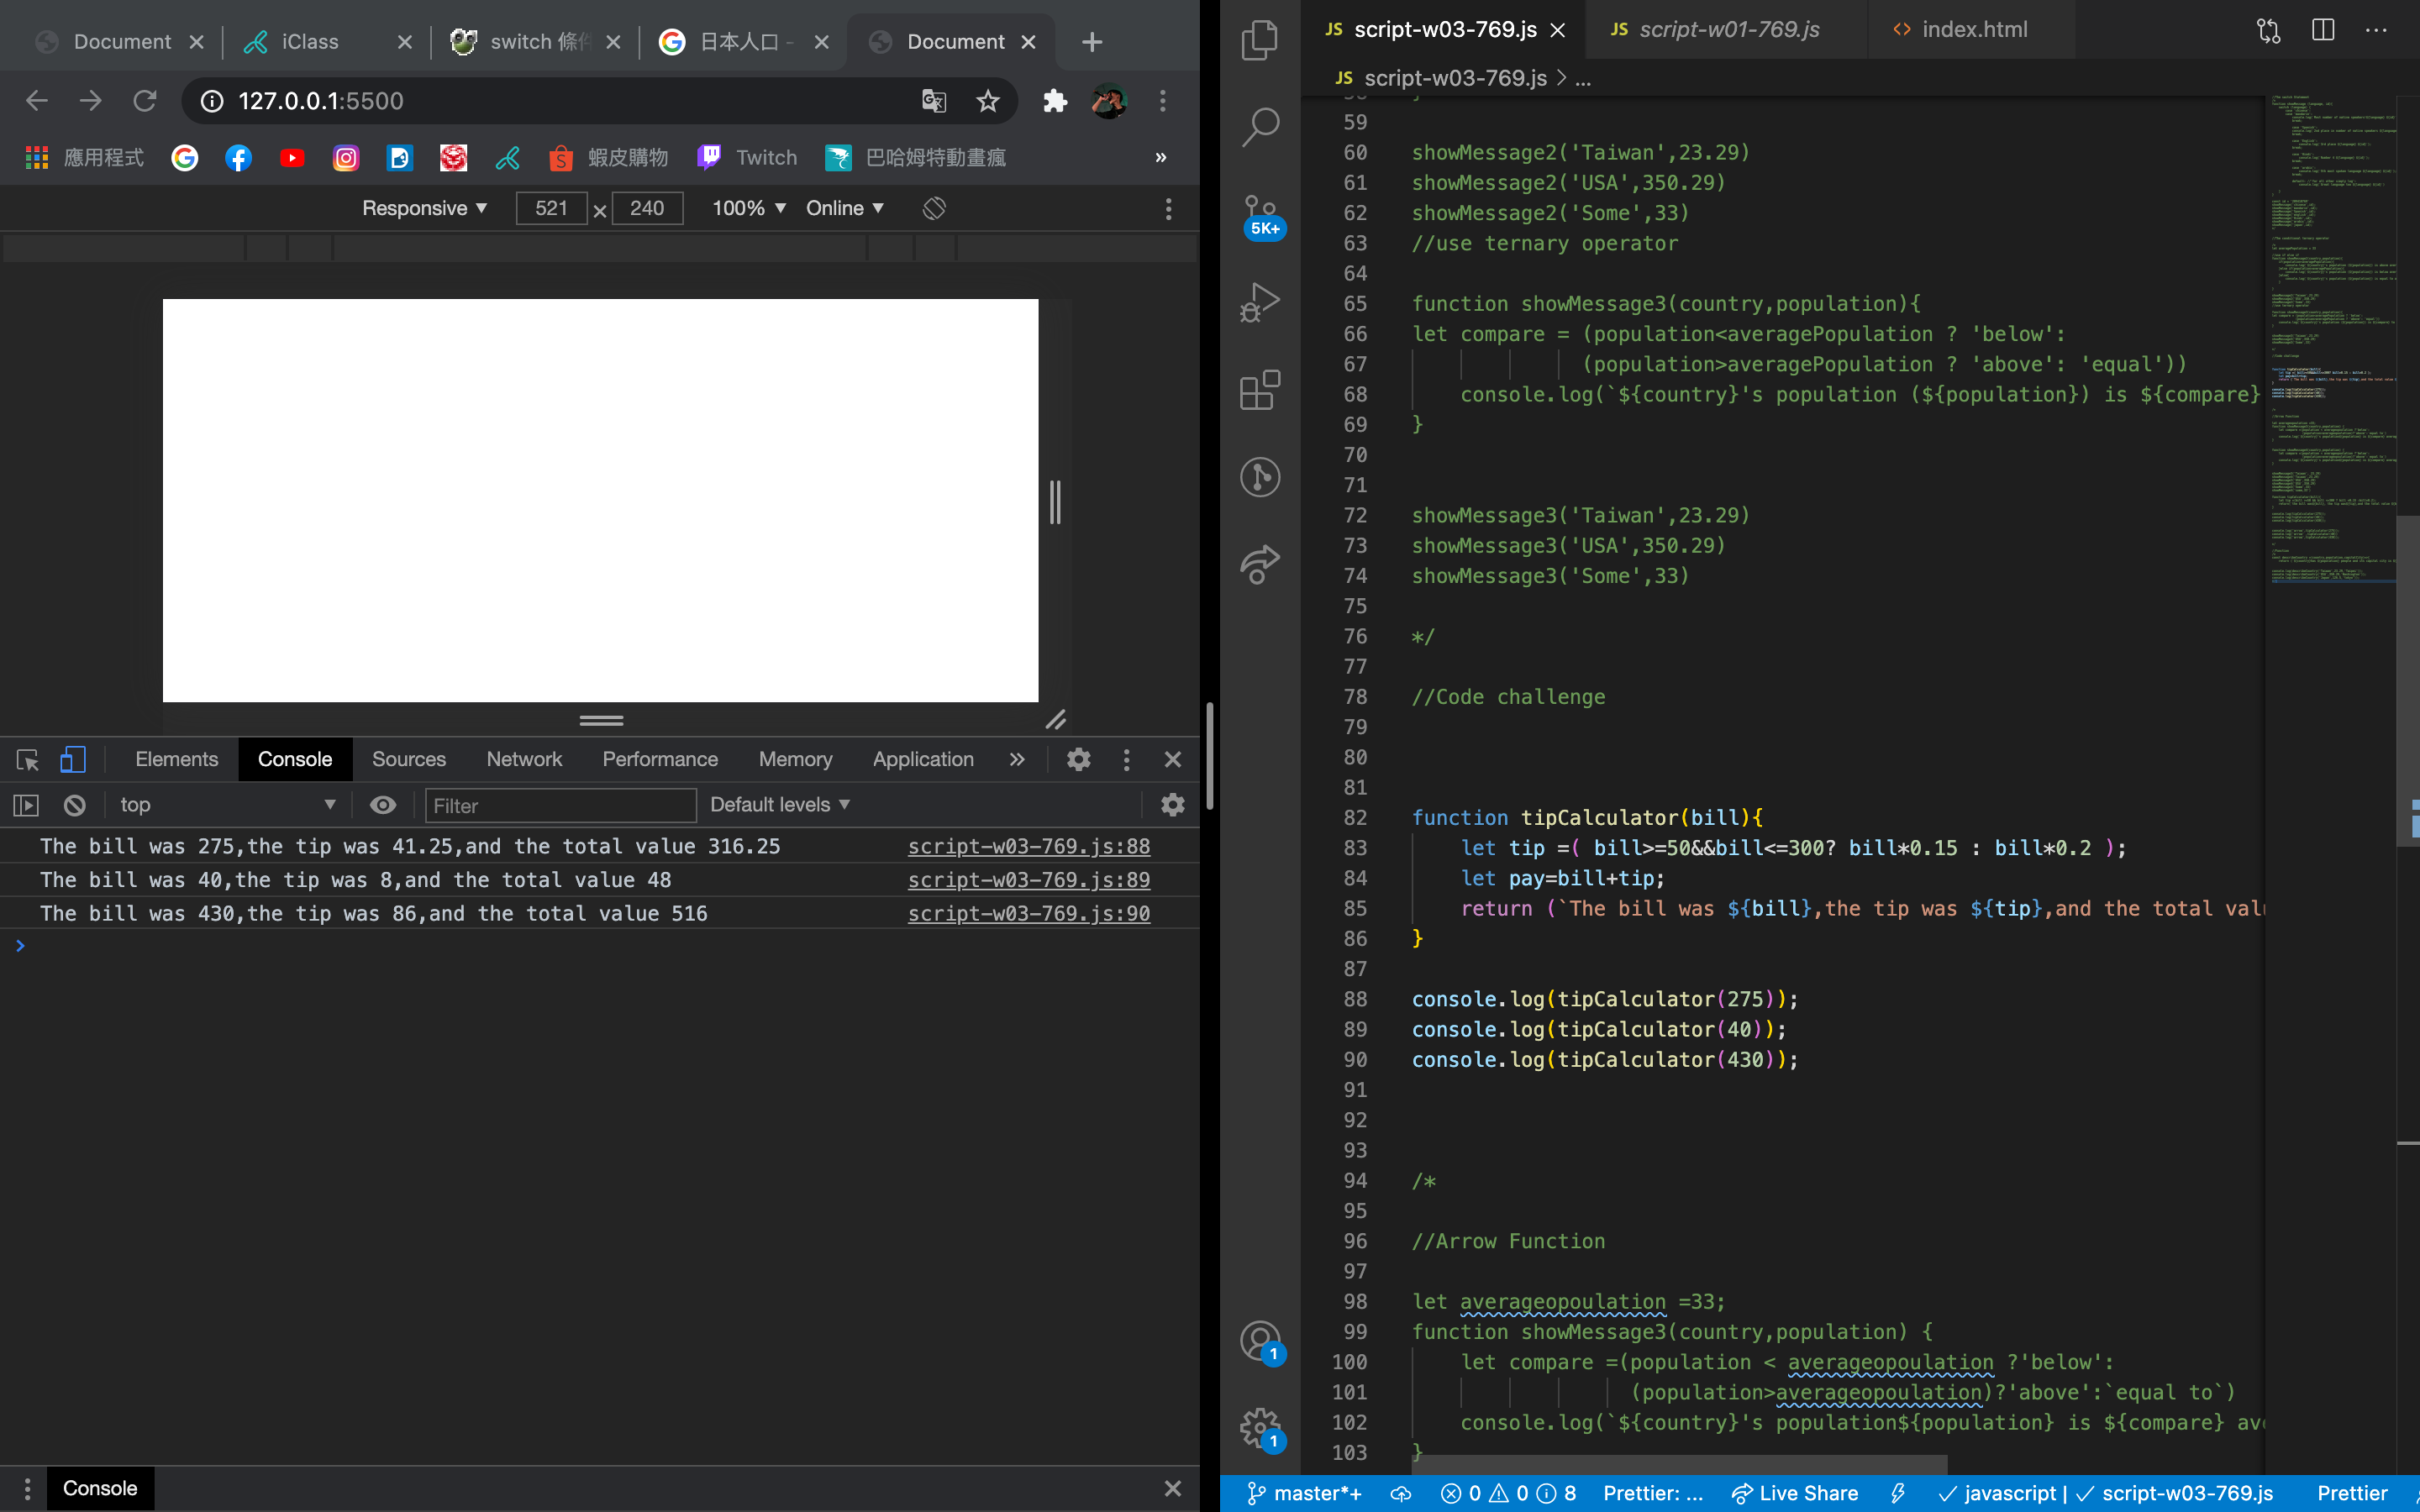 Document
iClass
switch 條件
日本人口 -
Document
127.0.0.1:5500
應用程式
蝦皮購物
Twitch
巴哈姆特動畫瘋
»
Responsive ▼
521 × 240
100% ▼
Online ▼
Elements
Console
Sources
Network
Performance
Memory
Application
»
top ▼
Filter
Default levels ▼
The bill was 275,the tip was 41.25,and the total value 316.25 script-w03-769.js:88
The bill was 40,the tip was 8,and the total value 48 script-w03-769.js:89
The bill was 430,the tip was 86,and the total value 516 script-w03-769.js:90
>
Console
JS script-w03-769.js
JS script-w01-769.js
<> index.html
JS script-w03-769.js > ...
5K+
1
1
59
60 showMessage2('Taiwan',23.29)
61 showMessage2('USA',350.29)
62 showMessage2('Some',33)
63 //use ternary operator
64
65 function showMessage3(country,population){
66 let compare = (population<averagePopulation ? 'below':
67 (population>averagePopulation ? 'above': 'equal'))
68 console.log(`${country}'s population (${population}) is ${compare}
69 }
70
71
72 showMessage3('Taiwan',23.29)
73 showMessage3('USA',350.29)
74 showMessage3('Some',33)
75
76 */
77
78 //Code challenge
79
80
81
82 function tipCalculator(bill){
83 let tip =( bill>=50&&bill<=300? bill*0.15 : bill*0.2 );
84 let pay=bill+tip;
85 return (`The bill was ${bill},the tip was ${tip},and the total val
86 }
87
88 console.log(tipCalculator(275));
89 console.log(tipCalculator(40));
90 console.log(tipCalculator(430));
91
92
93
94 /*
95
96 //Arrow Function
97
98 let averageopoulation =33;
99 function showMessage3(country,population) {
100 let compare =(population < averageopoulation ?'below':
101 (population>averageopoulation)?'above':`equal to`)
102 console.log(`${country}'s population${population} is ${compare} av
103 }
master*+
0
0
8
Prettier: ...
Live Share
javascript | ✓ script-w03-769.js
Prettier